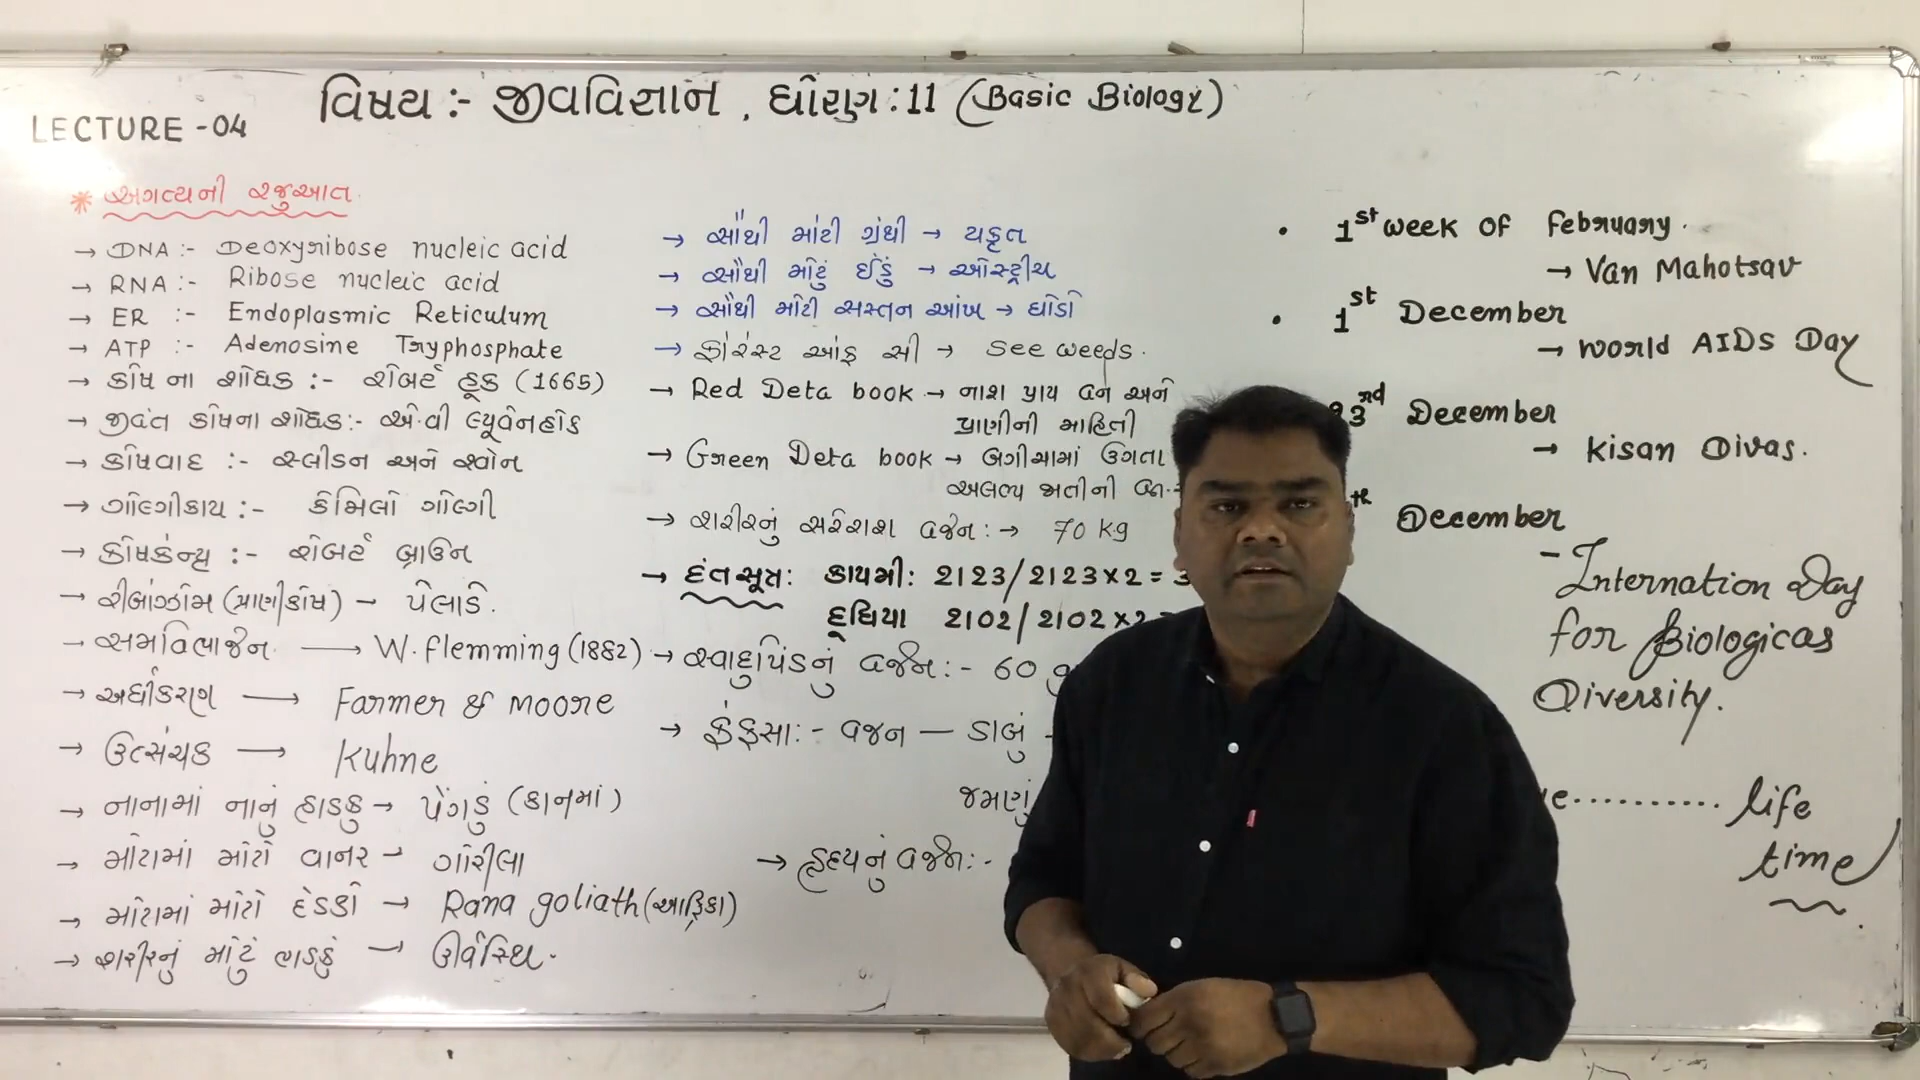 વિષય :- જીવવિજ્ઞાન , ધોરણ : 11 (Basic Biology)
LECTURE - 04
* અગત્યની રજુઆત.
→ DNA :- Deoxyribose nucleic acid
→ RNA :- Ribose nucleic acid
→ ER :- Endoplasmic Reticulum
→ ATP :- Adenosine Tryphosphate
→ કોષ ના શોધક :- રોબર્ટ હૂક (1665)
→ જીવંત કોષના શોધક :- એ.વી લ્યૂવેનહોક
→ કોષવાદ :- સ્લીડન અને શ્વોન
→ ગોલ્ગીકાય :- કેમિલો ગોલ્ગી
→ કોષકેન્દ્ર :- રોબર્ટ બ્રાઉન
→ રીબોઝોમ (પ્રાણીકોષ) - પેલાડે.
→ સમવિભાજન → W. flemming (1882)
→ અર્ધીકરણ → Farmer & Moore
→ ઉત્સેચક → Kuhne
→ નાનામાં નાનું હાડકુ → પેંગડું (કાનમાં)
→ મોટામાં મોટો વાનર - ગોરીલા
→ મોટામાં મોટો દેડકો → Rana goliath (આફ્રિકા)
→ શરીરનું મોટું હાડકું → ઊર્વસ્થિ.
→ સૌથી મોટી ગ્રંથી → યકૃત
→ સૌથી મોટું ઈંડું → ઓસ્ટ્રીચ
→ સૌથી મોટી સસ્તન આંખ → ઘોડો
→ ફોરેસ્ટ ઓફ સી → see weeds.
→ Red Deta book → નાશ પ્રાય વન અને
પ્રાણીની માહિતી
→ Green Deta book → બગીચામાં ઉગતા
અલભ્ય જાતીની
→ શરીરનું સરેરાશ વજન :→ 70 kg
→ દંતસૂત્ર : કાયમી : 2123/2123×2 =
દૂધિયા 2102/2102×2 =
→ સ્વાદુપિંડનું વજન :- 60
→ ફેફસા :- વજન — ડાબું -
જમણું
→ હૃદયનું વજન :-
• 1st week of February.
→ Van Mahotsav
• 1st December
→ World AIDS Day
3rd December
→ Kisan Divas.
th December
- Internation Day
for Biologicas
Diversity.
.......... life
time